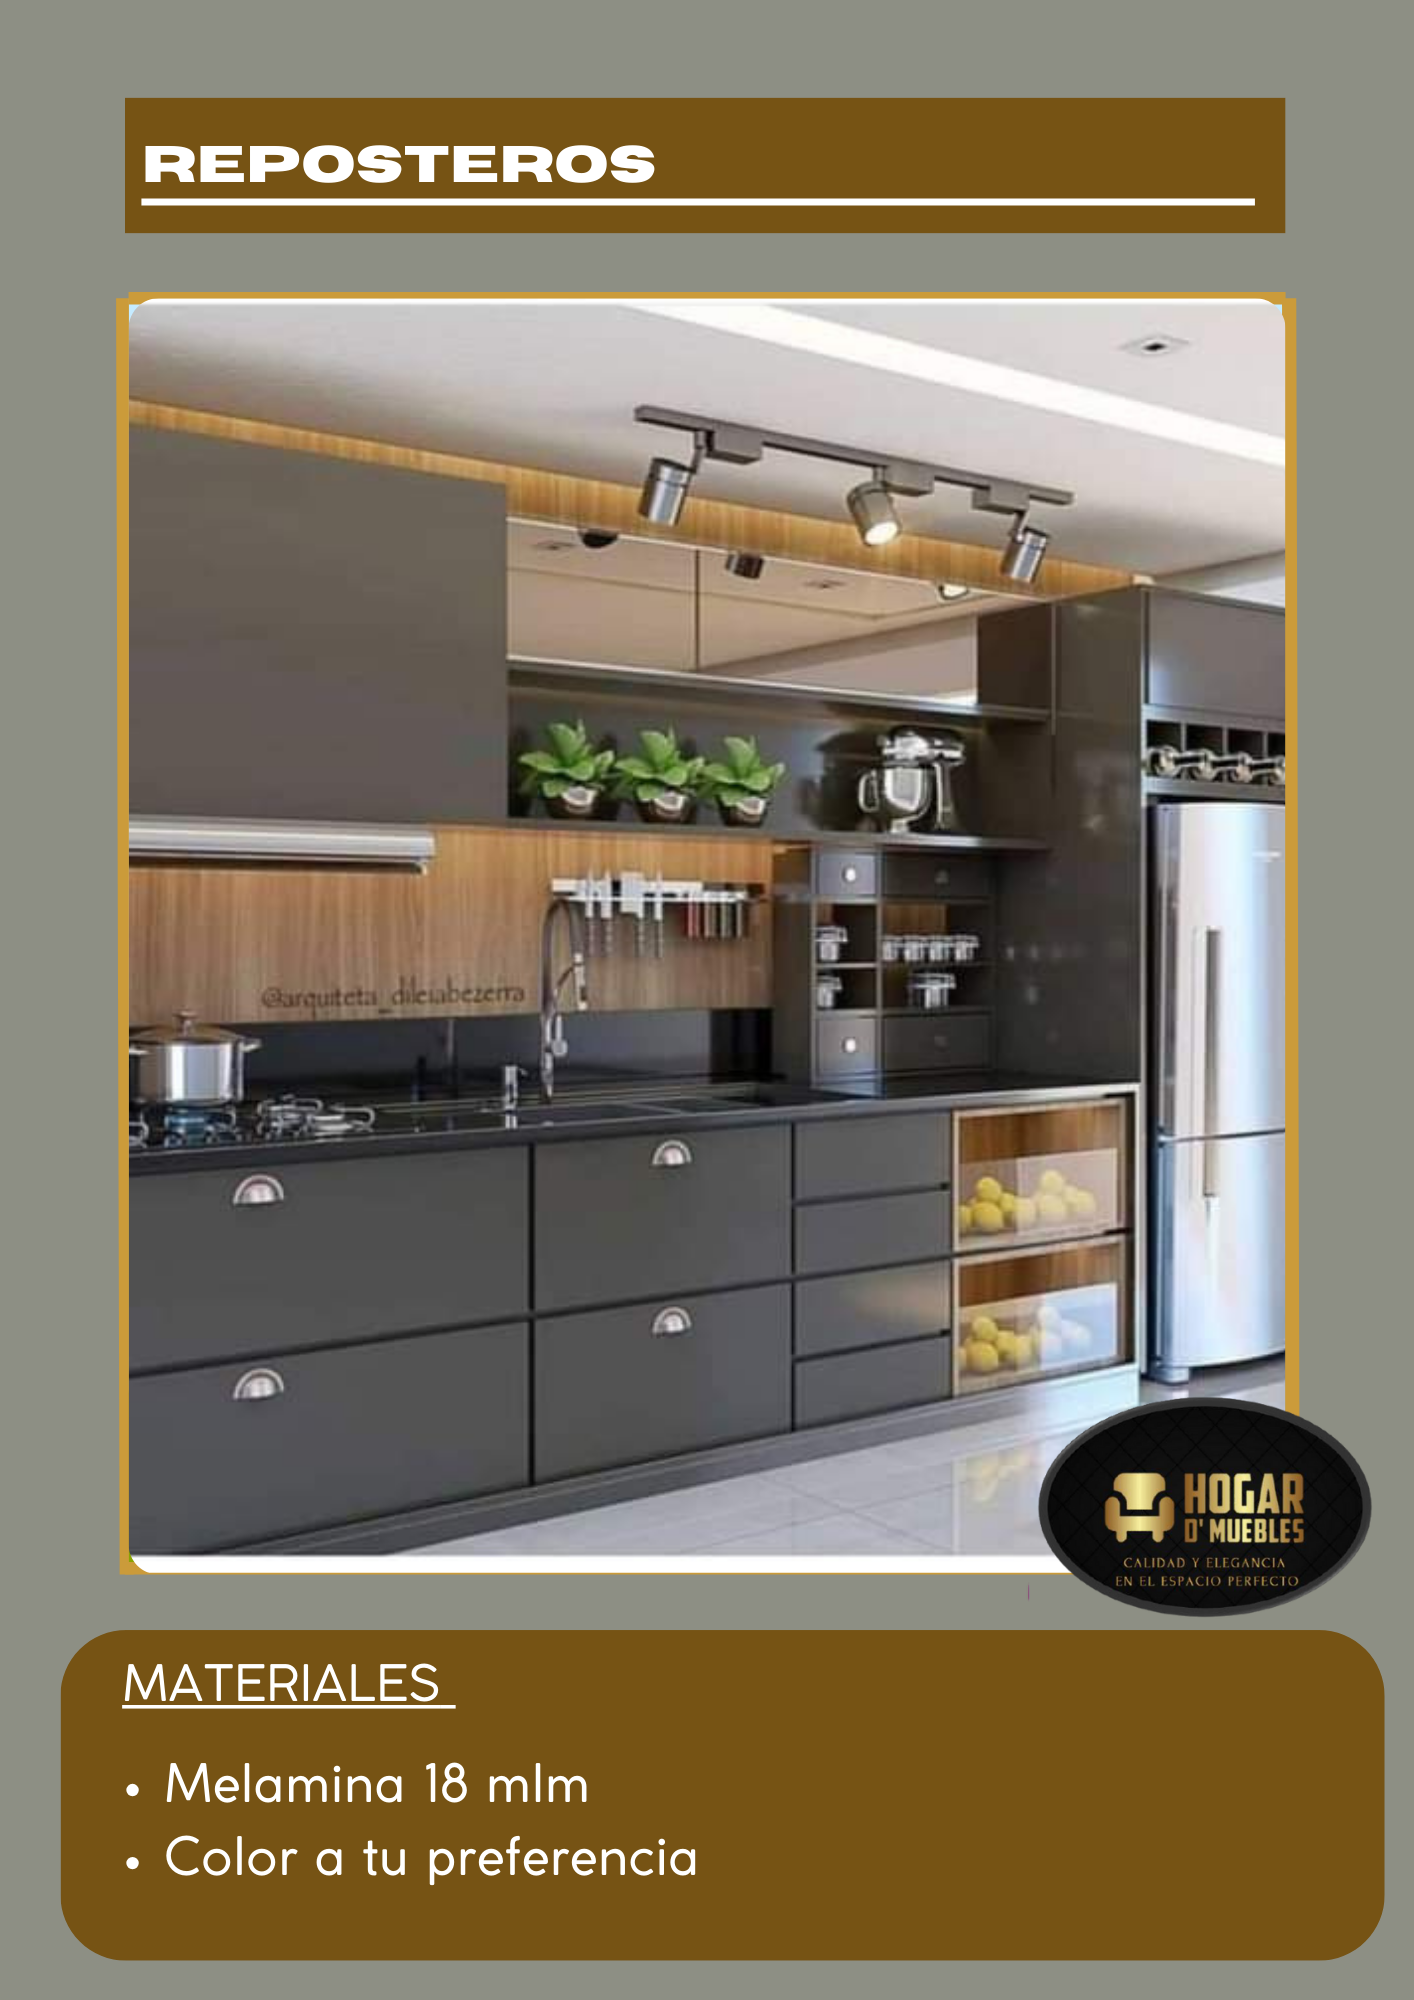 REPOSTEROS
@arquiteta_dileiabezerra
HOGAR
D' MUEBLES
CALIDAD Y ELEGANCIA
EN EL ESPACIO PERFECTO
MATERIALES
• Melamina 18 mlm
• Color a tu preferencia